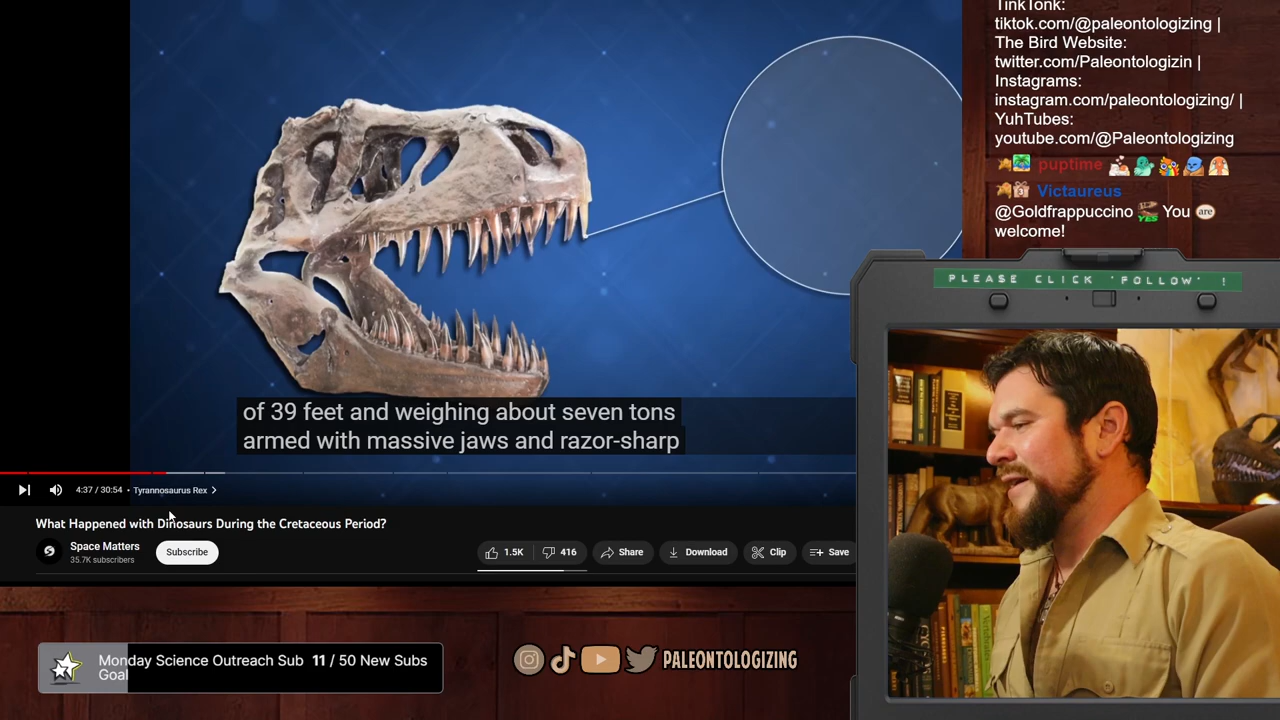 of 39 feet and weighing about seven tons
armed with massive jaws and razor-sharp
4:37 / 30:54 • Tyrannosaurus Rex
What Happened with Dinosaurs During the Cretaceous Period?
Space Matters
35.7K subscribers
Subscribe
1.5K
416
Share
Download
Clip
Save
Monday Science Outreach Sub Goal
11 / 50 New Subs
PALEONTOLOGIZING
TinkTonk:
tiktok.com/@paleontologizing |
The Bird Website:
twitter.com/Paleontologizin |
Instagrams:
instagram.com/paleontologizing/ |
YuhTubes:
youtube.com/@Paleontologizing
puptime
Victaureus
@Goldfrappuccino YES You are
welcome!
PLEASE CLICK 'FOLLOW' !